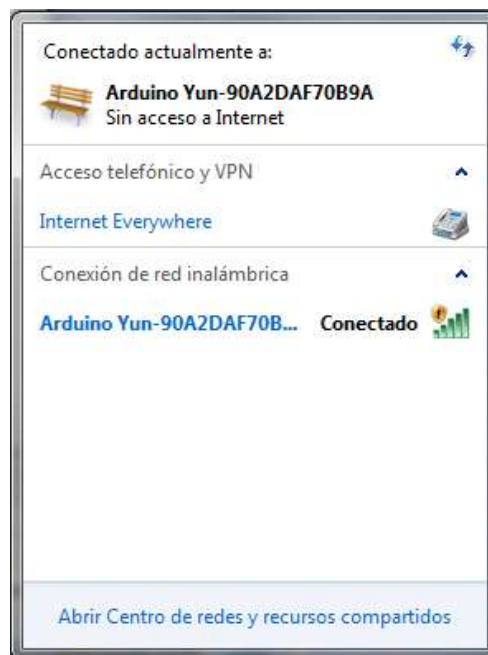 Conectado actualmente a:
Arduino Yun-90A2DAF70B9A
Sin acceso a Internet
Acceso telefónico y VPN
Internet Everywhere
Conexión de red inalámbrica
Arduino Yun-90A2DAF70B... Conectado
Abrir Centro de redes y recursos compartidos